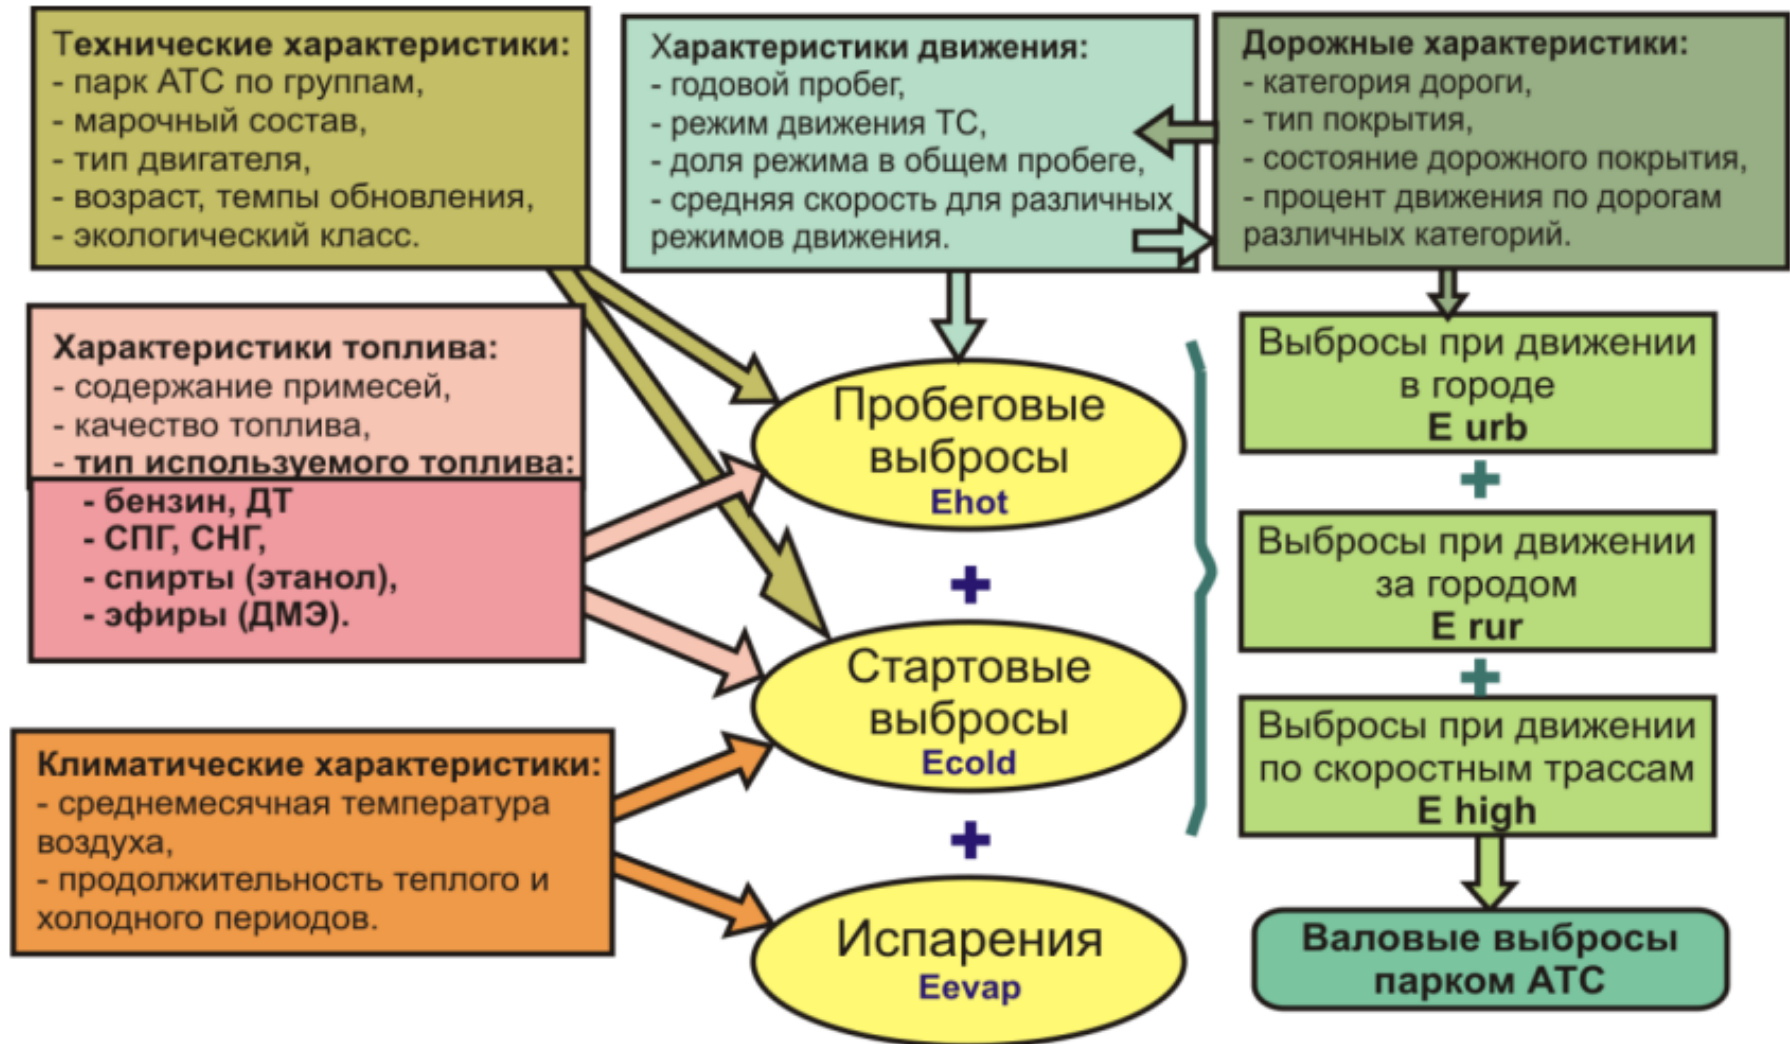 Технические характеристики:
- парк АТС по группам,
- марочный состав,
- тип двигателя,
- возраст, темпы обновления,
- экологический класс.
Характеристики движения:
- годовой пробег,
- режим движения ТС,
- доля режима в общем пробеге,
- средняя скорость для различных
режимов движения.
Дорожные характеристики:
- категория дороги,
- тип покрытия,
- состояние дорожного покрытия,
- процент движения по дорогам
различных категорий.
Характеристики топлива:
- содержание примесей,
- качество топлива,
- тип используемого топлива:
- бензин, ДТ
- СПГ, СНГ,
- спирты (этанол),
- эфиры (ДМЭ).
Климатические характеристики:
- среднемесячная температура
воздуха,
- продолжительность теплого и
холодного периодов.
Пробеговые
выбросы
Ehot
+
Стартовые
выбросы
Ecold
+
Испарения
Eevap
Выбросы при движении
в городе
E urb
+
Выбросы при движении
за городом
E rur
+
Выбросы при движении
по скоростным трассам
E high
Валовые выбросы
парком АТС